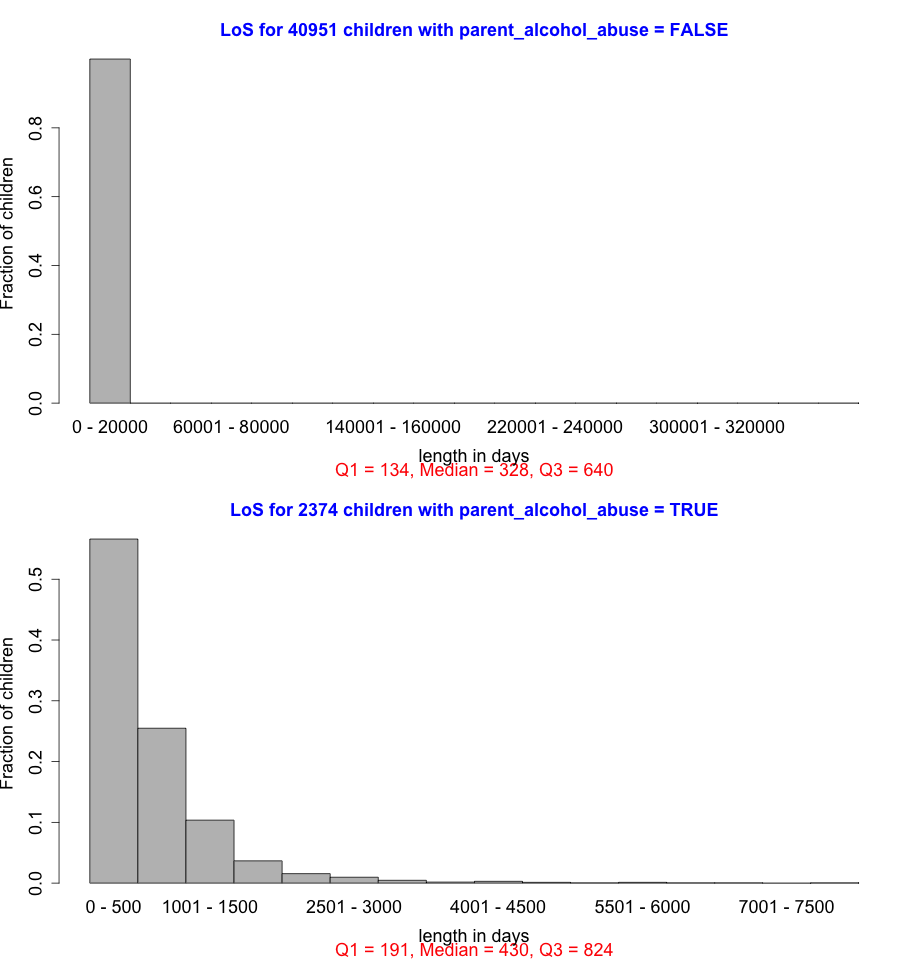 LoS for 40951 children with parent_alcohol_abuse = FALSE
Fraction of children
0.8
0.6
0.4
0.2
0.0
0 - 20000 60001 - 80000 140001 - 160000 220001 - 240000 300001 - 320000
length in days
Q1 = 134, Median = 328, Q3 = 640
LoS for 2374 children with parent_alcohol_abuse = TRUE
Fraction of children
0.5
0.4
0.3
0.2
0.1
0.0
0 - 500 1001 - 1500 2501 - 3000 4001 - 4500 5501 - 6000 7001 - 7500
length in days
Q1 = 191, Median = 430, Q3 = 824